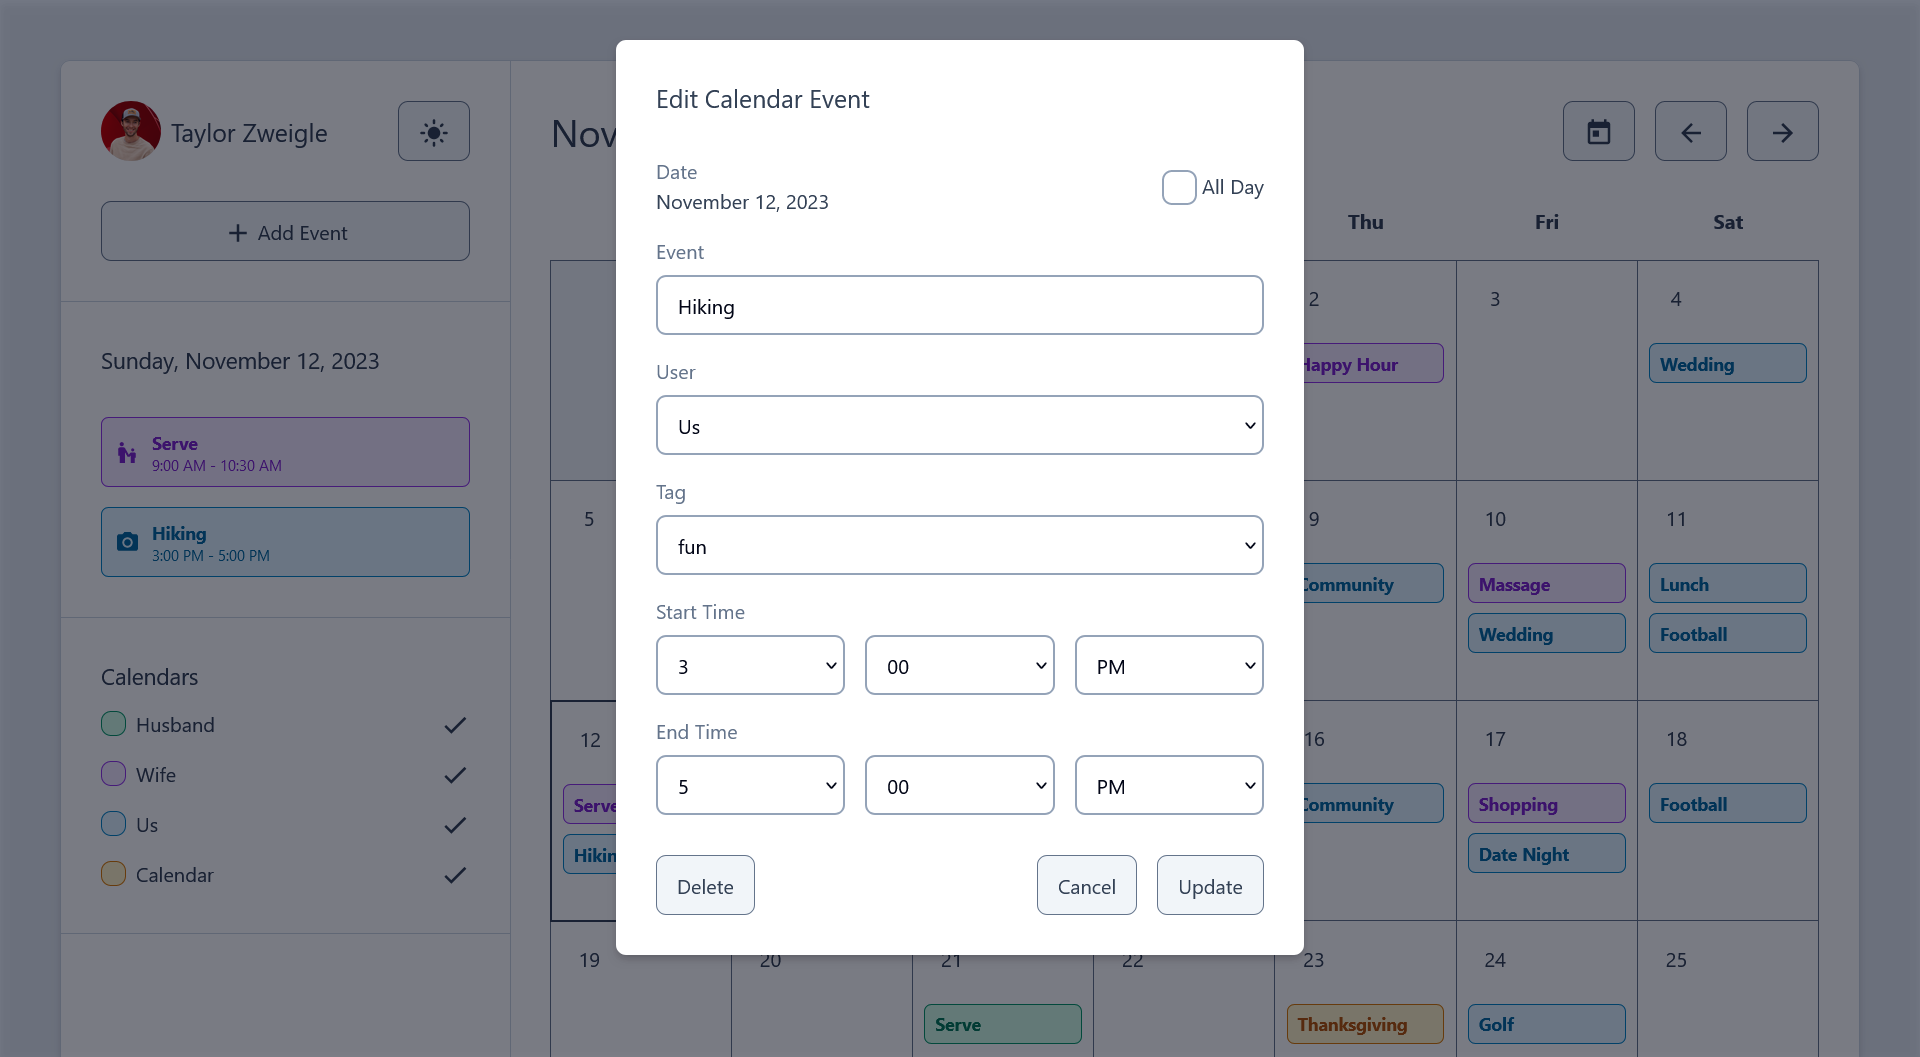 Taylor Zweigle
Add Event
Sunday, November 12, 2023
Serve
9:00 AM - 10:30 AM
Hiking
3:00 PM - 5:00 PM
Calendars
Husband
Wife
Us
Calendar
Edit Calendar Event
Date
November 12, 2023
All Day
Event
Hiking
User
Us
Tag
fun
Start Time
3 00 PM
End Time
5 00 PM
Delete Cancel Update
Nov
Thu Fri Sat
2 3 4
Happy Hour Wedding
5 9 10 11
Community Massage Lunch
Wedding Football
12 16 17 18
Serve Community Shopping Football
Hikin Date Night
19 20 21 22 23 24 25
Serve Thanksgiving Golf